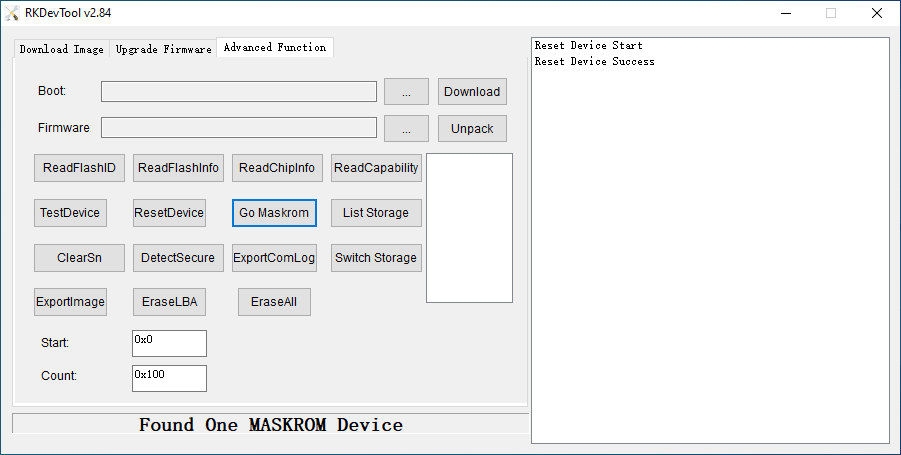 RKDevTool v2.84
Download Image Upgrade Firmware Advanced Function
Boot: ... Download
Firmware ... Unpack
ReadFlashID ReadFlashInfo ReadChipInfo ReadCapability
TestDevice ResetDevice Go Maskrom List Storage
ClearSn DetectSecure ExportComLog Switch Storage
ExportImage EraseLBA EraseAll
Start: 0x0
Count: 0x100
Found One MASKROM Device
Reset Device Start
Reset Device Success